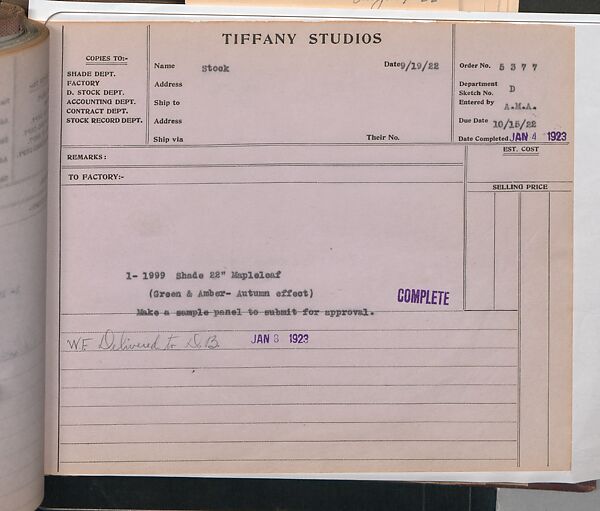 TIFFANY STUDIOS
COPIES TO:-
SHADE DEPT.
FACTORY
D. STOCK DEPT.
ACCOUNTING DEPT.
CONTRACT DEPT.
STOCK RECORD DEPT.
Name Stock Date 9/19/22
Address
Ship to
Address
Ship via Their No.
Order No. 5377
Department D
Sketch No.
Entered by A.M.A.
Due Date 10/15/22
Date Completed JAN 4 1923
REMARKS:
EST. COST
TO FACTORY:-
SELLING PRICE
1- 1999 Shade 22" Mapleleaf
(Green & Amber- Autumn effect)
COMPLETE
Make a sample panel to submit for approval.
W.F. Delivered to D.B. JAN 3 1923